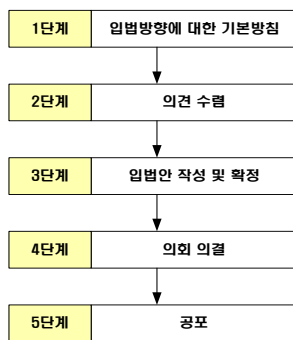 1단계 입법방향에 대한 기본방침
2단계 의견 수렴
3단계 입법안 작성 및 확정
4단계 의회 의결
5단계 공포